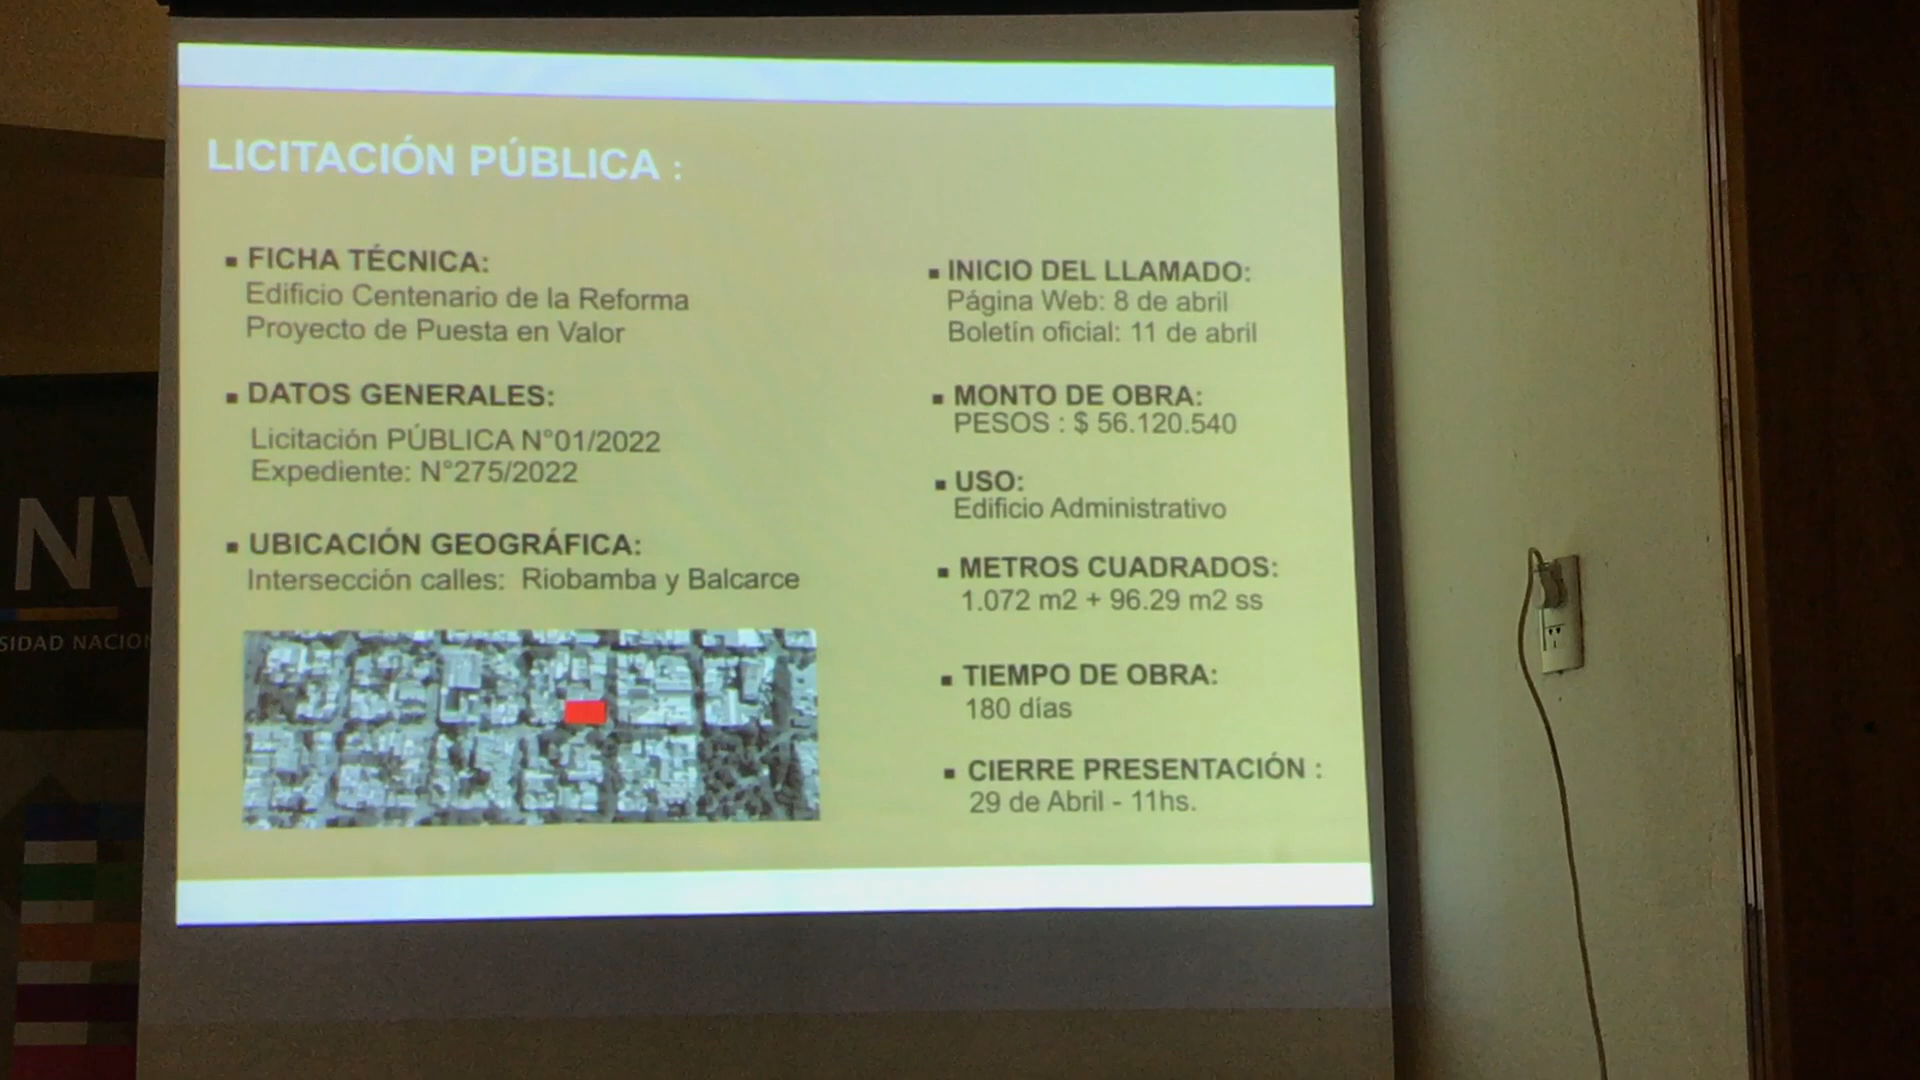 LICITACIÓN PÚBLICA :
▪ FICHA TÉCNICA:
Edificio Centenario de la Reforma
Proyecto de Puesta en Valor
▪ DATOS GENERALES:
Licitación PÚBLICA N°01/2022
Expediente: N°275/2022
▪ UBICACIÓN GEOGRÁFICA:
Intersección calles: Riobamba y Balcarce
▪ INICIO DEL LLAMADO:
Página Web: 8 de abril
Boletín oficial: 11 de abril
▪ MONTO DE OBRA:
PESOS : $ 56.120.540
▪ USO:
Edificio Administrativo
▪ METROS CUADRADOS:
1.072 m2 + 96.29 m2 ss
▪ TIEMPO DE OBRA:
180 días
▪ CIERRE PRESENTACIÓN :
29 de Abril - 11hs.
NV
SIDAD NACION